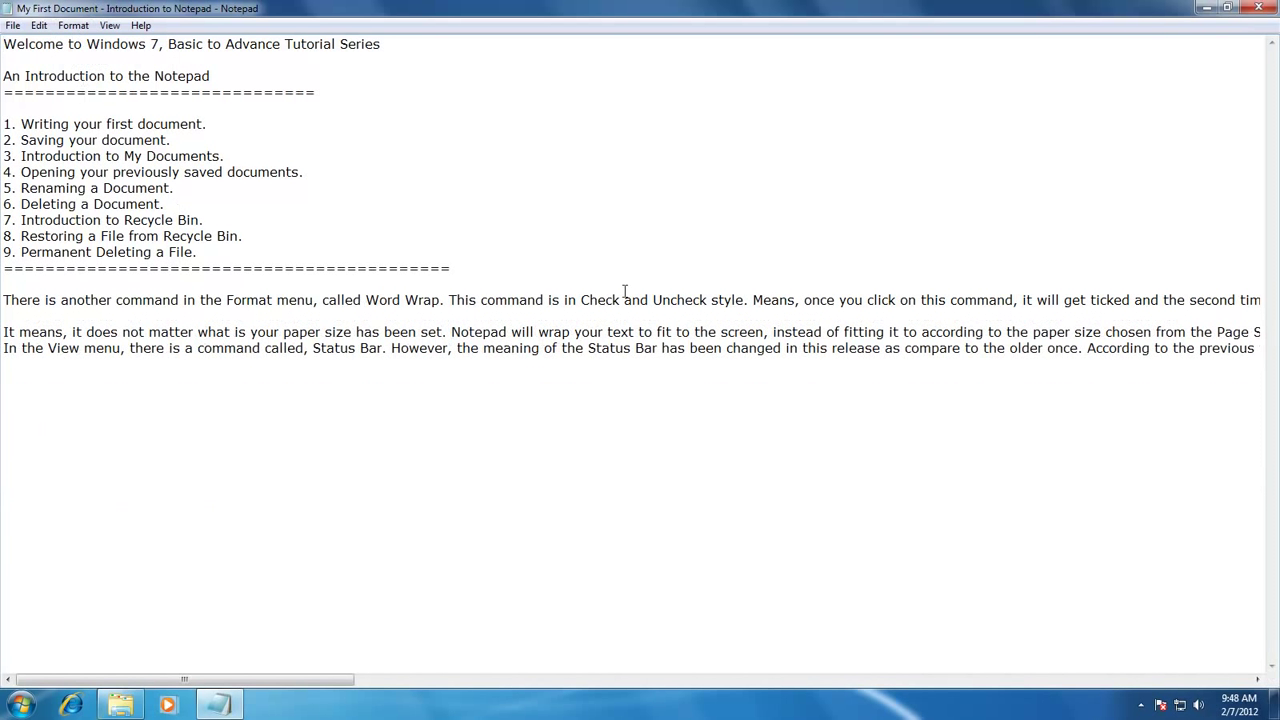 My First Document - Introduction to Notepad - Notepad
File Edit Format View Help
Welcome to Windows 7, Basic to Advance Tutorial Series
An Introduction to the Notepad
==============================
1. Writing your first document.
2. Saving your document.
3. Introduction to My Documents.
4. Opening your previously saved documents.
5. Renaming a Document.
6. Deleting a Document.
7. Introduction to Recycle Bin.
8. Restoring a File from Recycle Bin.
9. Permanent Deleting a File.
===========================================
There is another command in the Format menu, called Word Wrap. This command is in Check and Uncheck style. Means, once you click on this command, it will get ticked and the second tim
It means, it does not matter what is your paper size has been set. Notepad will wrap your text to fit to the screen, instead of fitting it to according to the paper size chosen from the Page S
In the View menu, there is a command called, Status Bar. However, the meaning of the Status Bar has been changed in this release as compare to the older once. According to the previous
9:48 AM
2/7/2012